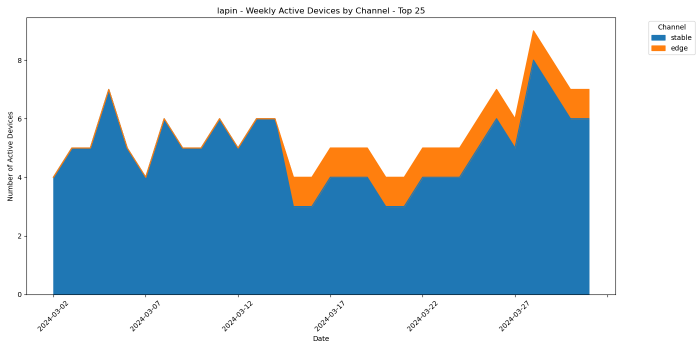 lapin - Weekly Active Devices by Channel - Top 25
Channel
stable
edge
Number of Active Devices
8
6
4
2
0
2024-03-02
2024-03-07
2024-03-12
2024-03-17
2024-03-22
2024-03-27
Date